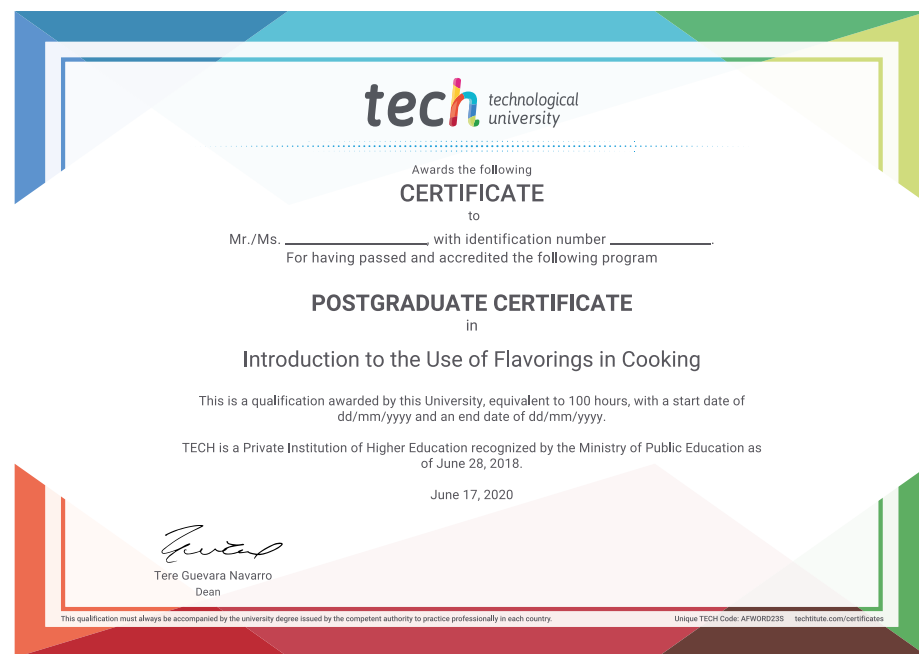 tech technological
university
Awards the following
CERTIFICATE
to
Mr./Ms. ____________________, with identification number ______________.
For having passed and accredited the following program
POSTGRADUATE CERTIFICATE
in
Introduction to the Use of Flavorings in Cooking
This is a qualification awarded by this University, equivalent to 100 hours, with a start date of
dd/mm/yyyy and an end date of dd/mm/yyyy.
TECH is a Private Institution of Higher Education recognized by the Ministry of Public Education as
of June 28, 2018.
June 17, 2020
Tere Guevara Navarro
Dean
This qualification must always be accompanied by the university degree issued by the competent authority to practice professionally in each country.
Unique TECH Code: AFWORD23S techtitute.com/certificates